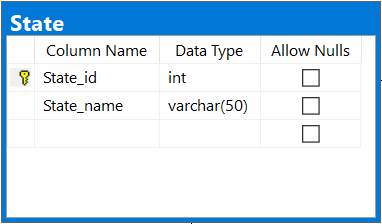 State
Column Name Data Type Allow Nulls
State_id int
State_name varchar(50)